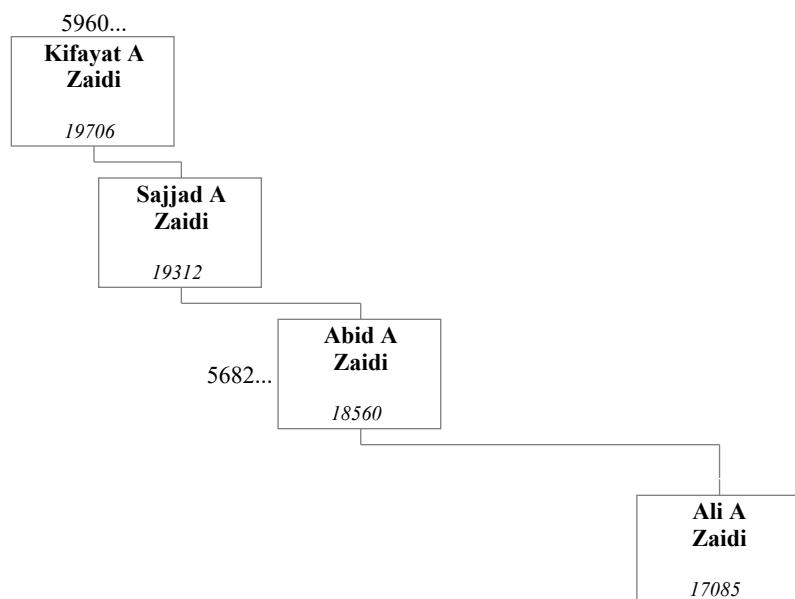 5960...
Kifayat A
Zaidi
19706
Sajjad A
Zaidi
19312
Abid A
Zaidi
5682...
18560
Ali A
Zaidi
17085